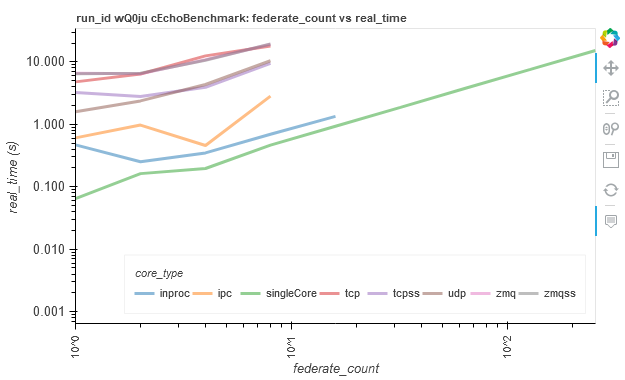 run_id wQ0ju cEchoBenchmark: federate_count vs real_time
10.000
1.000
0.100
0.010
0.001
real_time (s)
core_type
inproc ipc singleCore tcp tcpss udp zmq zmqss
10^0 10^1 10^2
federate_count